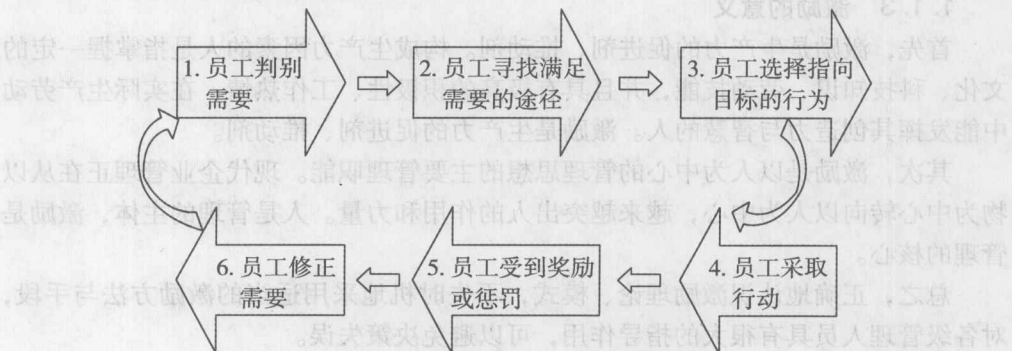 1. 员工判别
需要
2. 员工寻找满足
需要的途径
3. 员工选择指向
目标的行为
4. 员工采取
行动
5. 员工受到奖励
或惩罚
6. 员工修正
需要